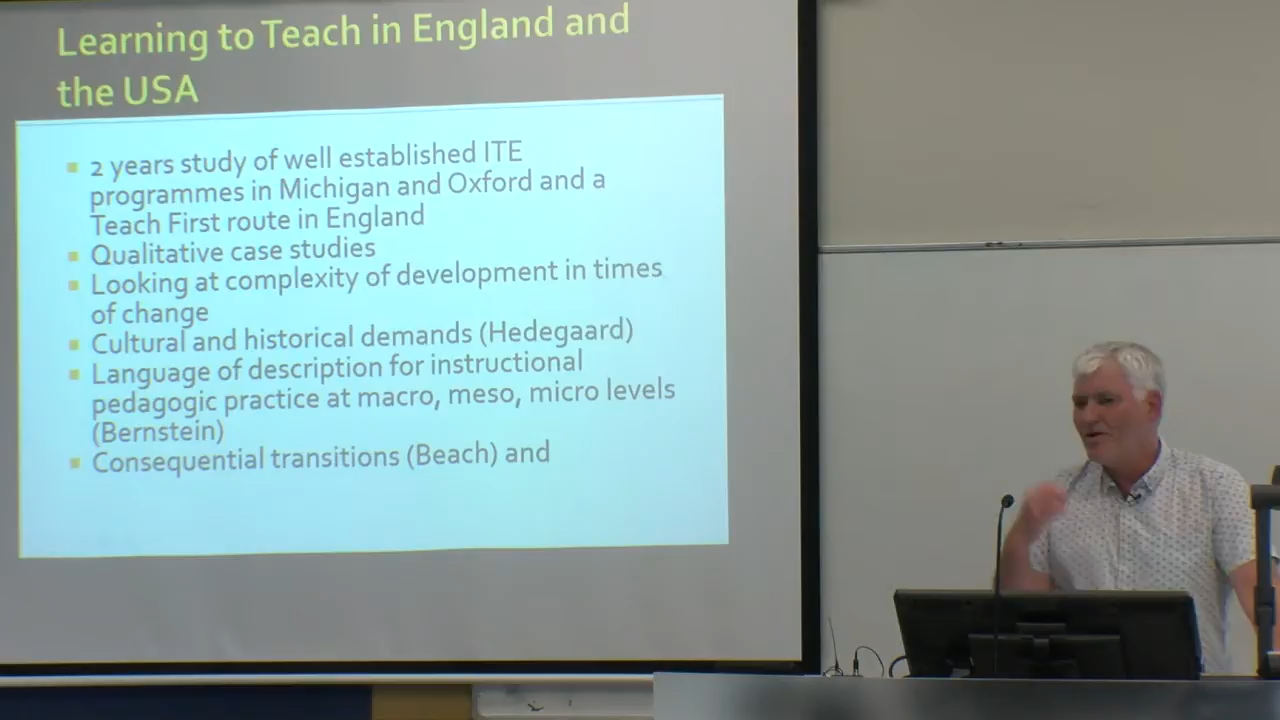 Learning to Teach in England and
the USA
2 years study of well established ITE
programmes in Michigan and Oxford and a
Teach First route in England
Qualitative case studies
Looking at complexity of development in times
of change
Cultural and historical demands (Hedegaard)
Language of description for instructional
pedagogic practice at macro, meso, micro levels
(Bernstein)
Consequential transitions (Beach) and